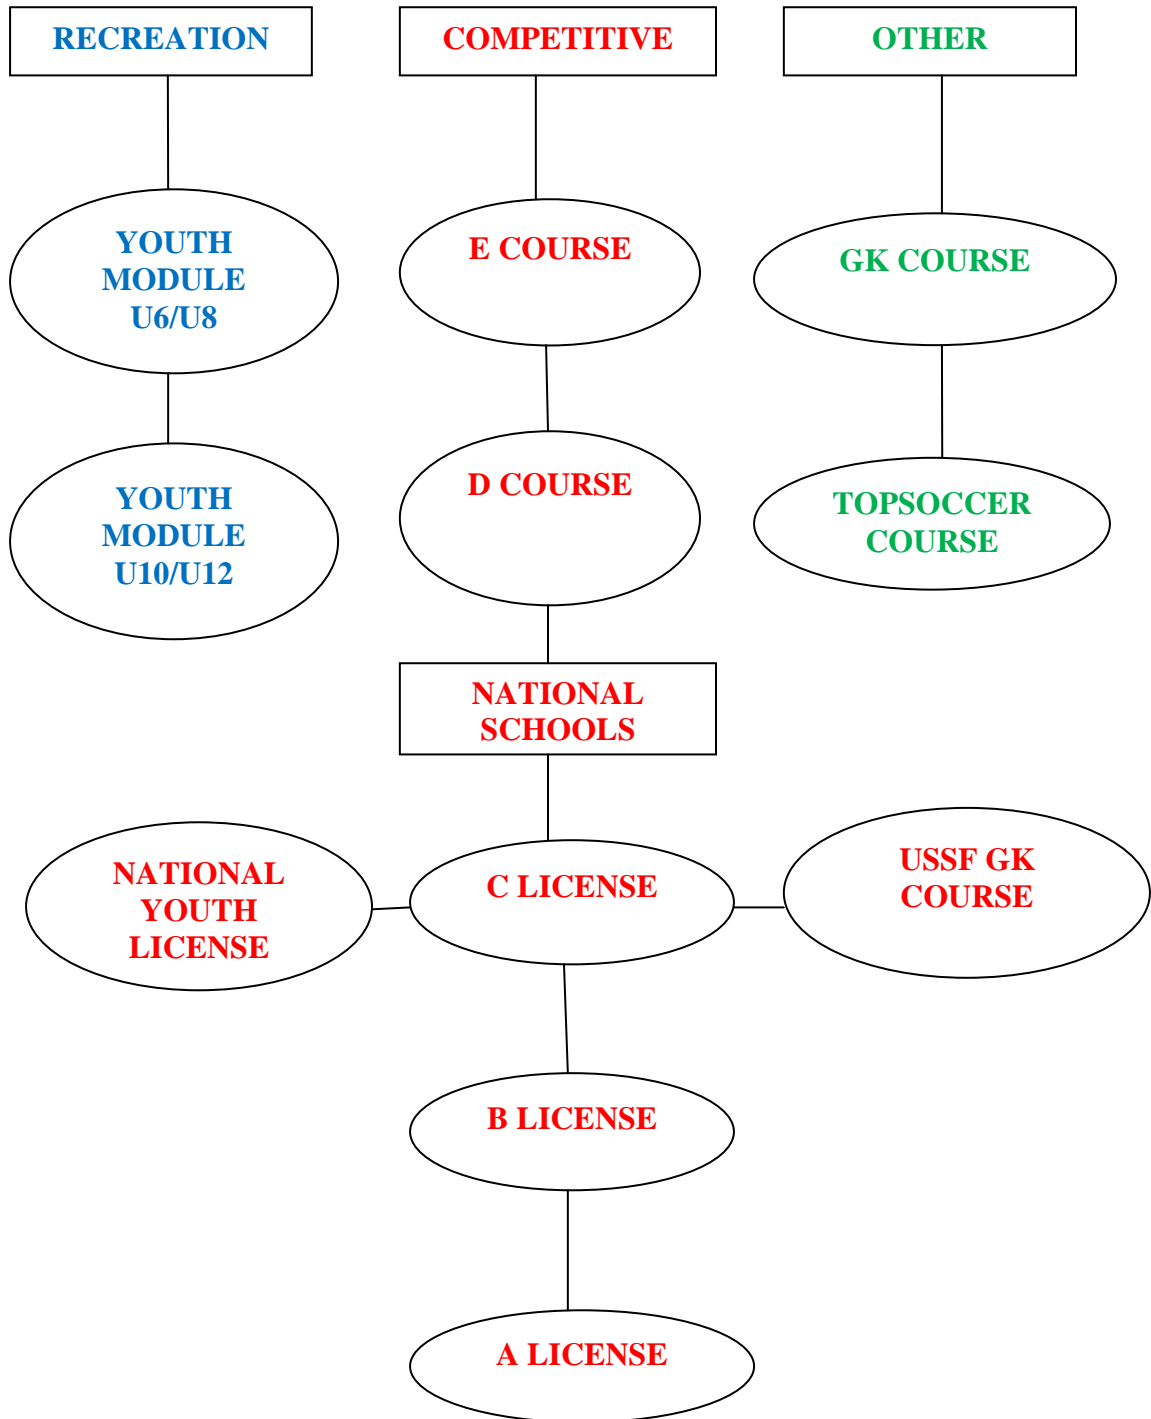 RECREATION
COMPETITIVE
OTHER
YOUTH
MODULE
U6/U8
E COURSE
GK COURSE
YOUTH
MODULE
U10/U12
D COURSE
TOPSOCCER
COURSE
NATIONAL
SCHOOLS
NATIONAL
YOUTH
LICENSE
C LICENSE
USSF GK
COURSE
B LICENSE
A LICENSE